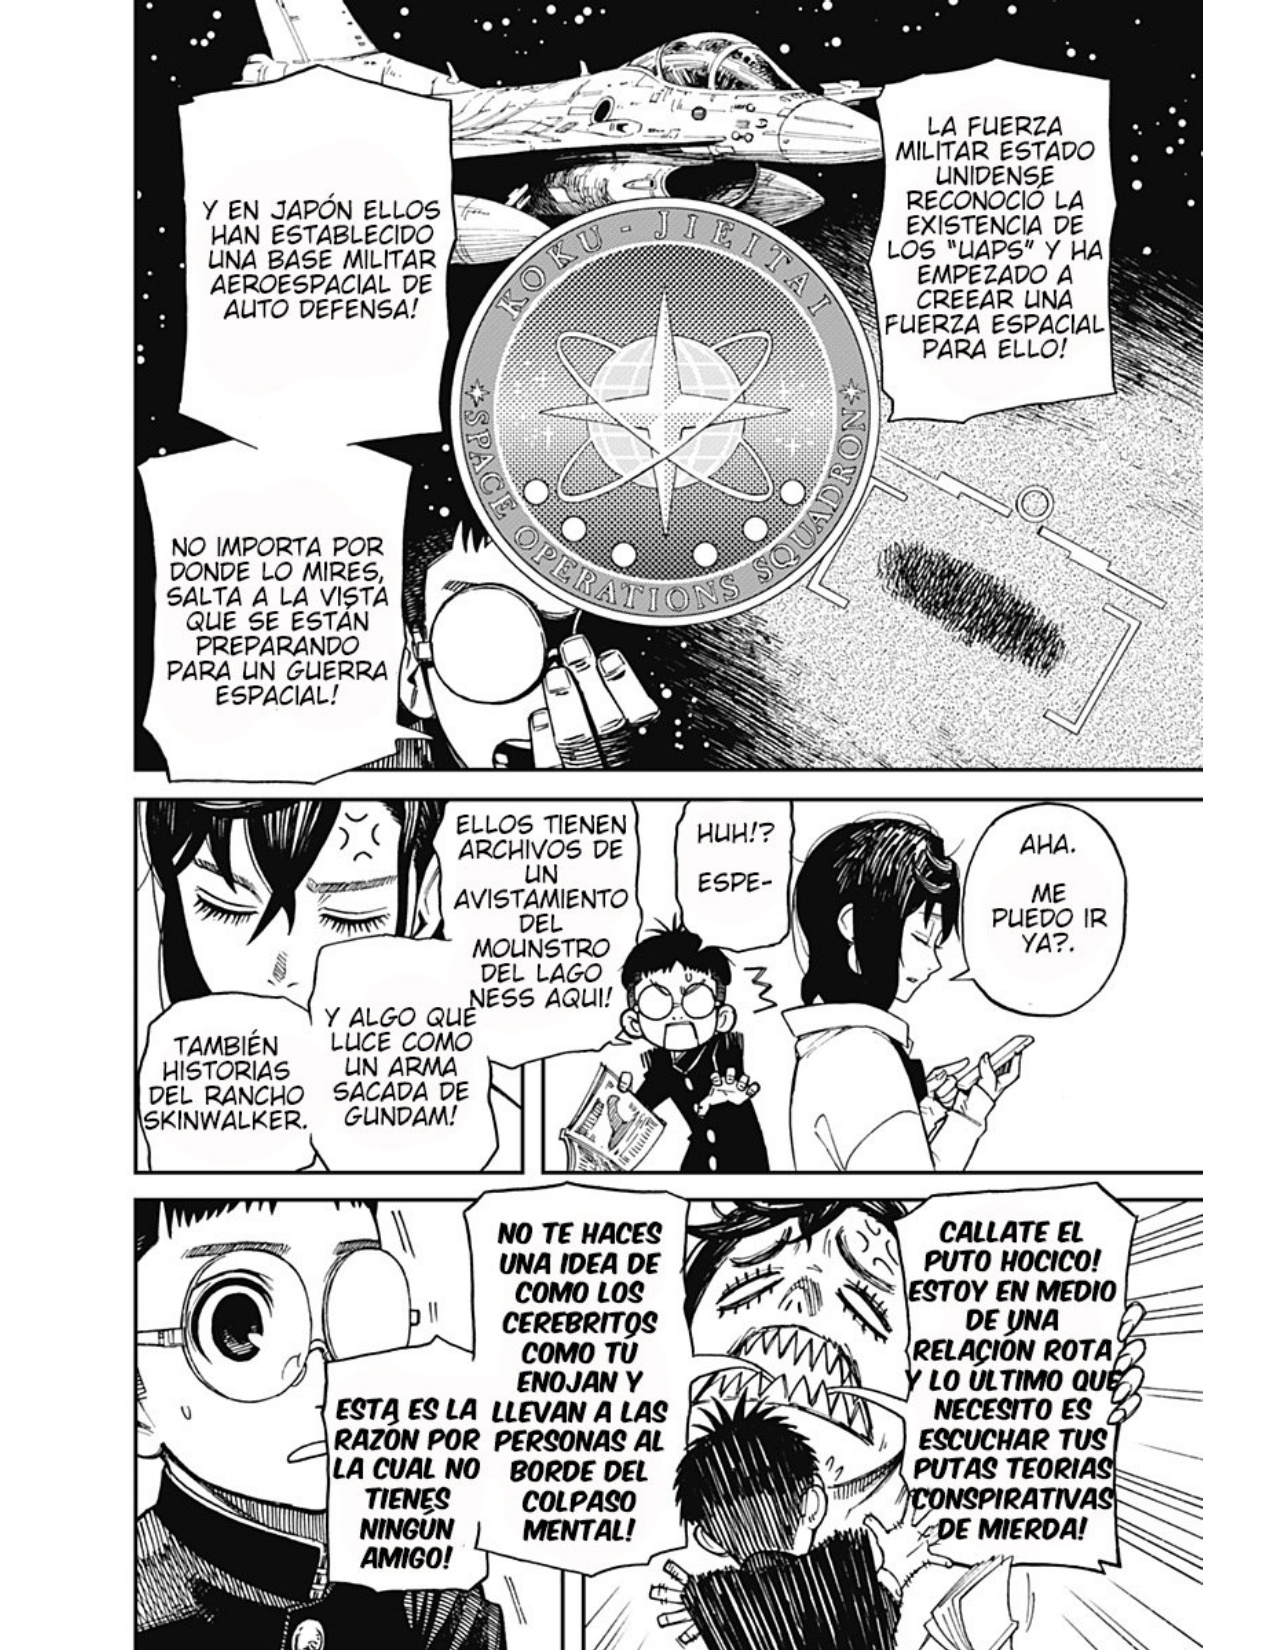 LA FUERZA
MILITAR ESTADO
UNIDENSE
RECONOCIÓ LA
EXISTENCIA DE
LOS "UAPS" Y HA
EMPEZADO A
CREEAR UNA
FUERZA ESPACIAL
PARA ELLO!
Y EN JAPÓN ELLOS
HAN ESTABLECIDO
UNA BASE MILITAR
AEROESPACIAL DE
AUTO DEFENSA!
KOKU-JIEITAI
SPACE OPERATIONS SQUADRON
NO IMPORTA POR
DONDE LO MIRES,
SALTA A LA VISTA
QUE SE ESTÁN
PREPARANDO
PARA UN GUERRA
ESPACIAL!
AHA.
ME
PUEDO IR
YA?.
HUH!?
ESPE-
ELLOS TIENEN
ARCHIVOS DE
UN
AVISTAMIENTO
DEL
MOUNSTRO
DEL LAGO
NESS AQUI!
Y ALGO QUE
LUCE COMO
UN ARMA
SACADA DE
GUNDAM!
TAMBIÉN
HISTORIAS
DEL RANCHO
SKINWALKER.
CALLATE EL
PUTO HOCICO!
ESTOY EN MEDIO
DE UNA
RELACIÓN ROTA
Y LO ÚLTIMO QUE
NECESITO ES
ESCUCHAR TUS
PUTAS TEORIAS
CONSPIRATIVAS
DE MIERDA!
NO TE HACES
UNA IDEA DE
COMO LOS
CEREBRITOS
COMO TÚ
ENOJAN Y
LLEVAN A LAS
PERSONAS AL
BORDE DEL
COLPASO
MENTAL!
ESTA ES LA
RAZÓN POR
LA CUAL NO
TIENES
NINGÚN
AMIGO!